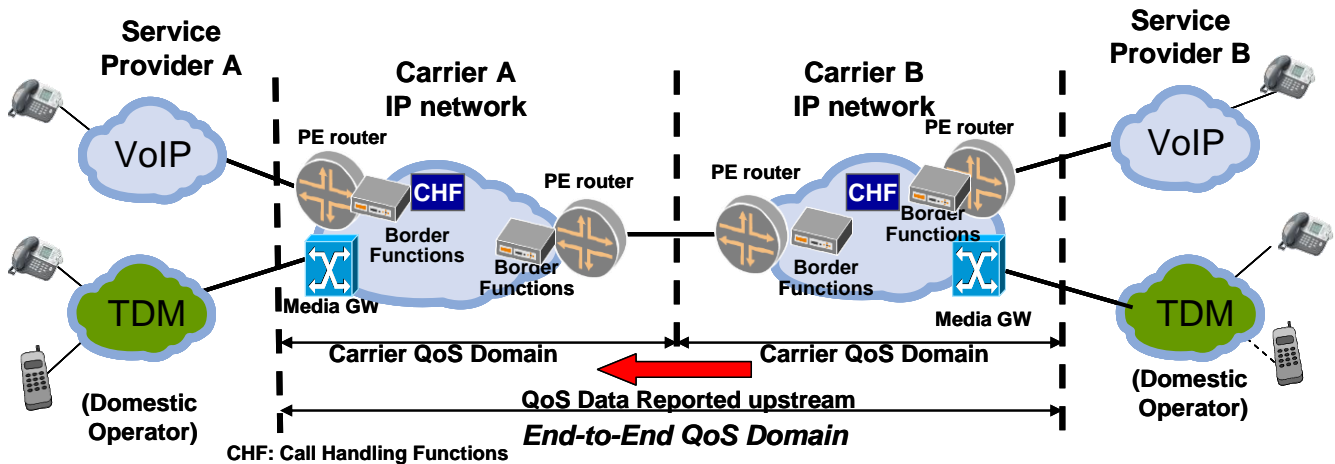 Service
Provider A
Carrier A
IP network
Carrier B
IP network
Service
Provider B
PE router
PE router
PE router
PE router
VoIP
VoIP
CHF
CHF
Border
Functions
Border
Functions
Border
Functions
Border
Functions
TDM
TDM
Media GW
Media GW
Carrier QoS Domain
Carrier QoS Domain
(Domestic
Operator)
(Domestic
Operator)
QoS Data Reported upstream
End-to-End QoS Domain
CHF: Call Handling Functions